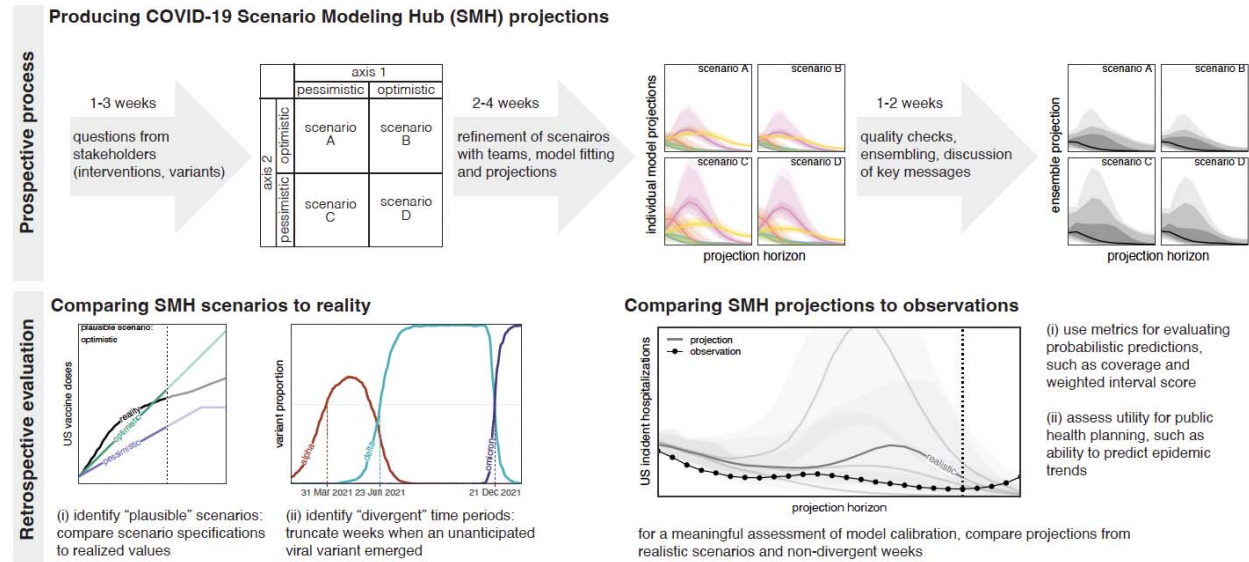 Producing COVID-19 Scenario Modeling Hub (SMH) projections
Prospective process
1-3 weeks
questions from
stakeholders
(interventions, variants)
axis 1
pessimistic optimistic
axis 2
optimistic
pessimistic
scenario
A
scenario
B
scenario
C
scenario
D
2-4 weeks
refinement of scenairos
with teams, model fitting
and projections
individual model projections
scenario A
scenario B
scenario C
scenario D
projection horizon
1-2 weeks
quality checks,
ensembling, discussion
of key messages
ensemble projection
scenario A
scenario B
scenario C
scenario D
projection horizon
Retrospective evaluation
Comparing SMH scenarios to reality
plausible scenario:
optimistic
US vaccine doses
reality
optimistic
pessimistic
(i) identify "plausible" scenarios:
compare scenario specifications
to realized values
variant proportion
alpha
delta
omicron
31 Mar 2021
23 Jun 2021
21 Dec 2021
(ii) identify "divergent" time periods:
truncate weeks when an unanticipated
viral variant emerged
Comparing SMH projections to observations
US incident hospitalizations
projection
observation
realistic
projection horizon
(i) use metrics for evaluating
probabilistic predictions,
such as coverage and
weighted interval score
(ii) assess utility for public
health planning, such as
ability to predict epidemic
trends
for a meaningful assessment of model calibration, compare projections from
realistic scenarios and non-divergent weeks